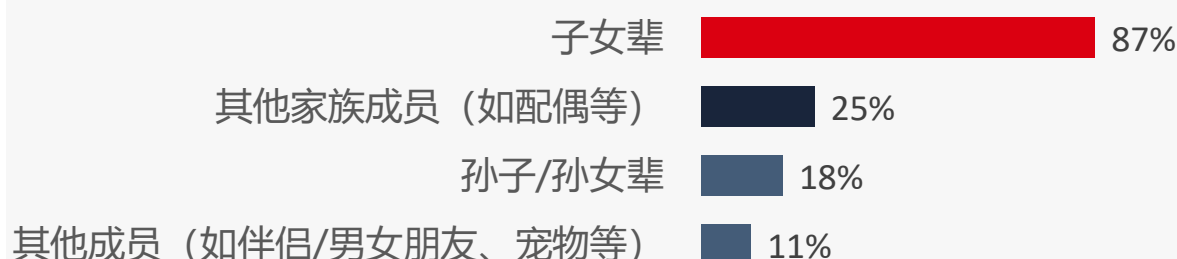 子女辈 87%
其他家族成员（如配偶等） 25%
孙子/孙女辈 18%
其他成员（如伴侣/男女朋友、宠物等） 11%